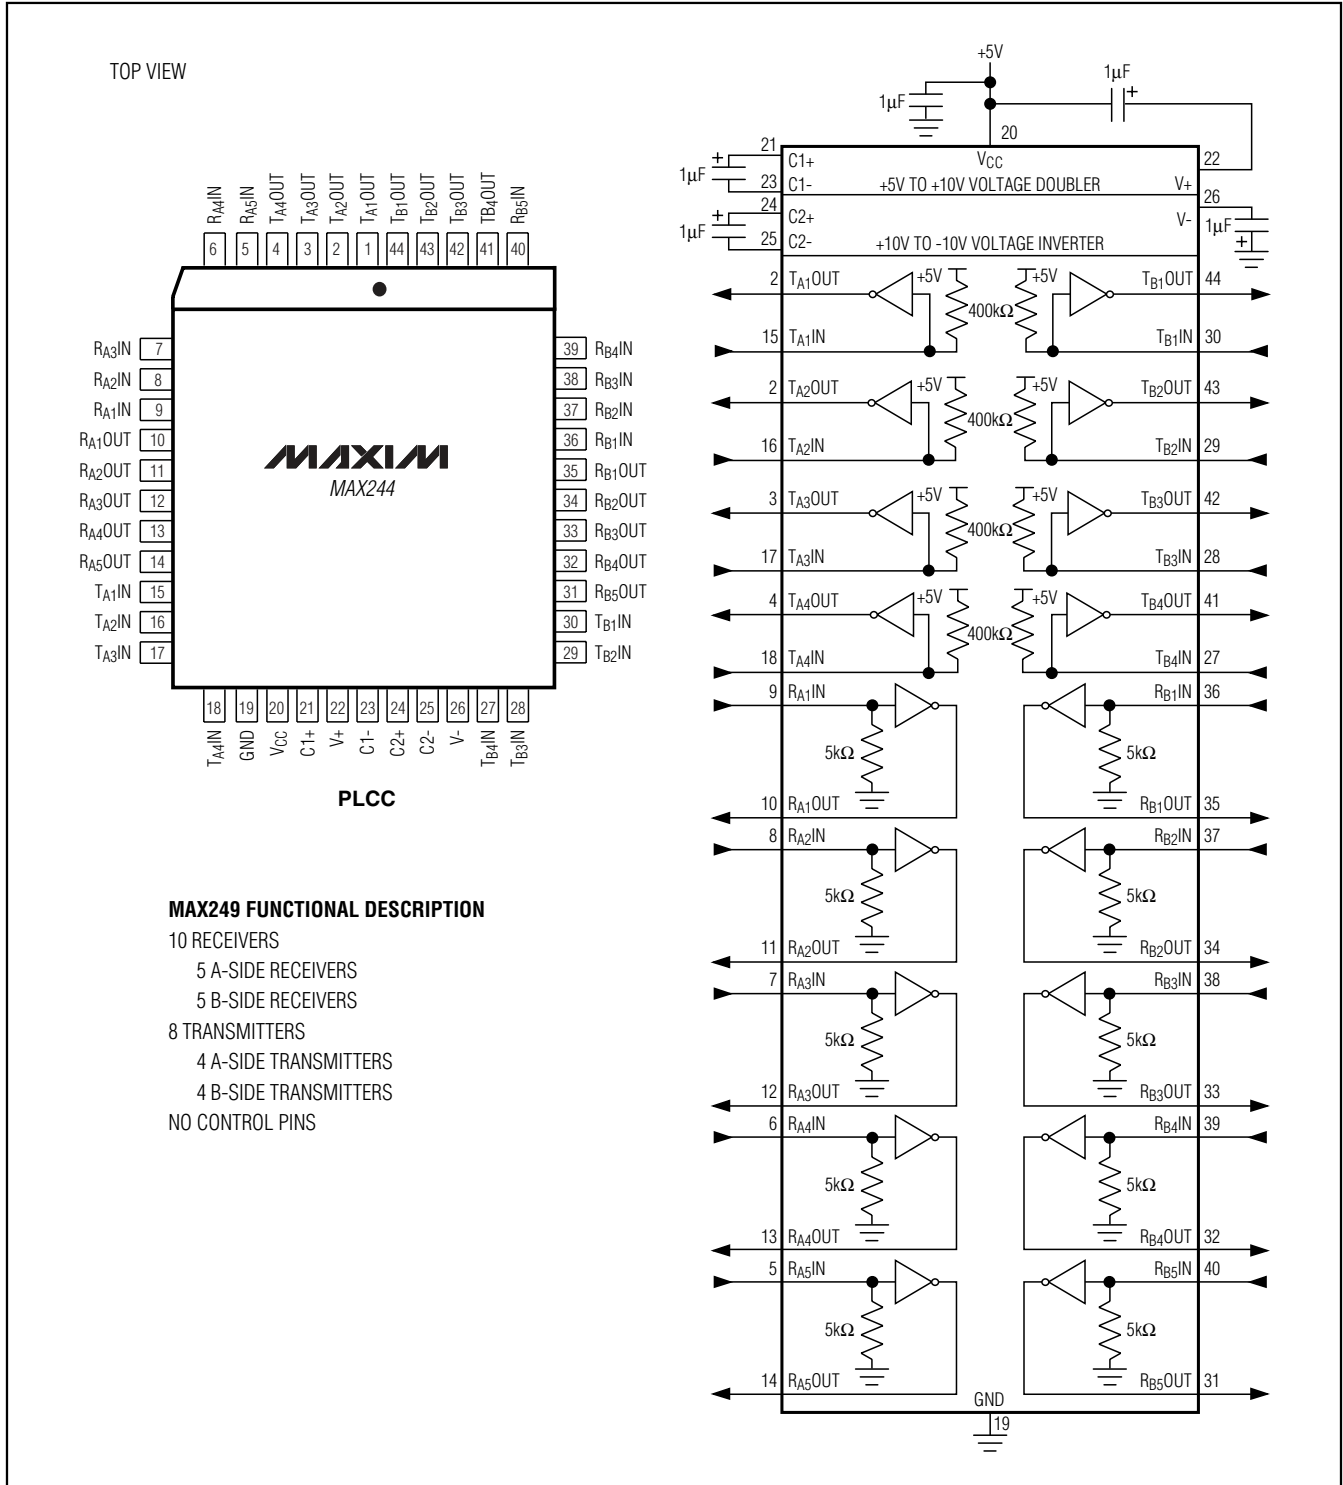 TOP VIEW
RA4IN
RA5IN
TA4OUT
TA3OUT
TA2OUT
TA1OUT
TB1OUT
TB2OUT
TB3OUT
TB4OUT
RB5IN
6 5 4 3 2 1 44 43 42 41 40
RA3IN 7
RA2IN 8
RA1IN 9
RA1OUT 10
RA2OUT 11
RA3OUT 12
RA4OUT 13
RA5OUT 14
TA1IN 15
TA2IN 16
TA3IN 17
MAXIM
MAX244
39 RB4IN
38 RB3IN
37 RB2IN
36 RB1IN
35 RB1OUT
34 RB2OUT
33 RB3OUT
32 RB4OUT
31 RB5OUT
30 TB1IN
29 TB2IN
18 19 20 21 22 23 24 25 26 27 28
TA4IN
GND
VCC
C1+
V+
C1-
C2+
C2-
V-
TB4IN
TB3IN
PLCC
MAX249 FUNCTIONAL DESCRIPTION
10 RECEIVERS
5 A-SIDE RECEIVERS
5 B-SIDE RECEIVERS
8 TRANSMITTERS
4 A-SIDE TRANSMITTERS
4 B-SIDE TRANSMITTERS
NO CONTROL PINS
+5V
1µF
1µF +
20
VCC
21 C1+
+ 1µF
23 C1-
+5V TO +10V VOLTAGE DOUBLER
V+ 22
24 C2+
+ 1µF
25 C2-
+10V TO -10V VOLTAGE INVERTER
V- 26
1µF +
2 TA1OUT +5V +5V TB1OUT 44
400kΩ
15 TA1IN TB1IN 30
2 TA2OUT +5V +5V TB2OUT 43
400kΩ
16 TA2IN TB2IN 29
3 TA3OUT +5V +5V TB3OUT 42
400kΩ
17 TA3IN TB3IN 28
4 TA4OUT +5V +5V TB4OUT 41
400kΩ
18 TA4IN TB4IN 27
9 RA1IN RB1IN 36
5kΩ 5kΩ
10 RA1OUT RB1OUT 35
8 RA2IN RB2IN 37
5kΩ 5kΩ
11 RA2OUT RB2OUT 34
7 RA3IN RB3IN 38
5kΩ 5kΩ
12 RA3OUT RB3OUT 33
6 RA4IN RB4IN 39
5kΩ 5kΩ
13 RA4OUT RB4OUT 32
5 RA5IN RB5IN 40
5kΩ 5kΩ
14 RA5OUT RB5OUT 31
GND
19